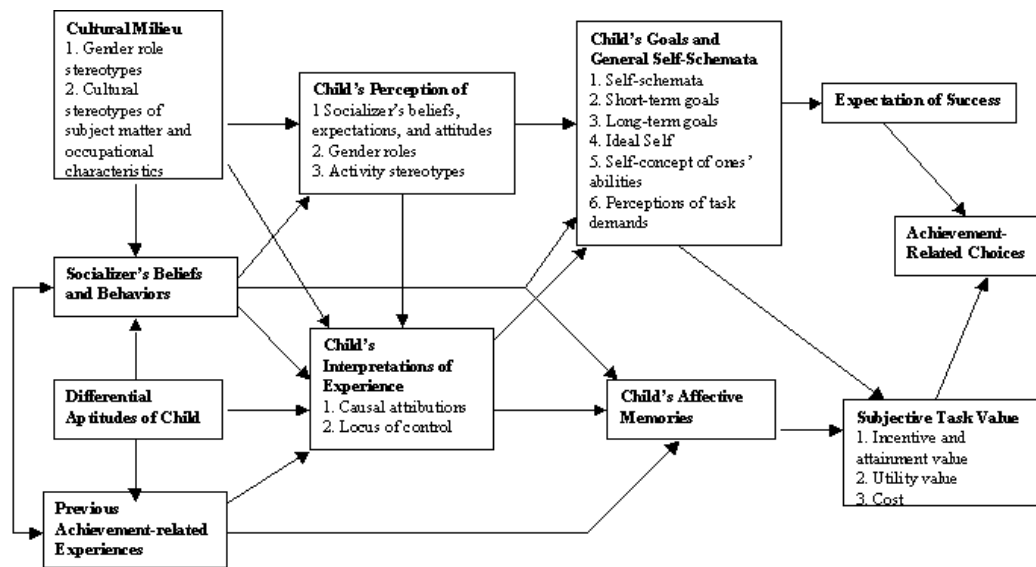 Cultural Milieu
1. Gender role
stereotypes
2. Cultural
stereotypes of
subject matter and
occupational
characteristics
Child's Perception of
1 Socializer's beliefs,
expectations, and attitudes
2. Gender roles
3. Activity stereotypes
Child's Goals and
General Self-Schemata
1. Self-schemata
2. Short-term goals
3. Long-term goals
4. Ideal Self
5. Self-concept of ones'
abilities
6. Perceptions of task
demands
Expectation of Success
Achievement-
Related Choices
Socializer's Beliefs
and Behaviors
Child's
Interpretations of
Experience
1. Causal attributions
2. Locus of control
Differential
Aptitudes of Child
Child's Affective
Memories
Subjective Task Value
1. Incentive and
attainment value
2. Utility value
3. Cost
Previous
Achievement-related
Experiences